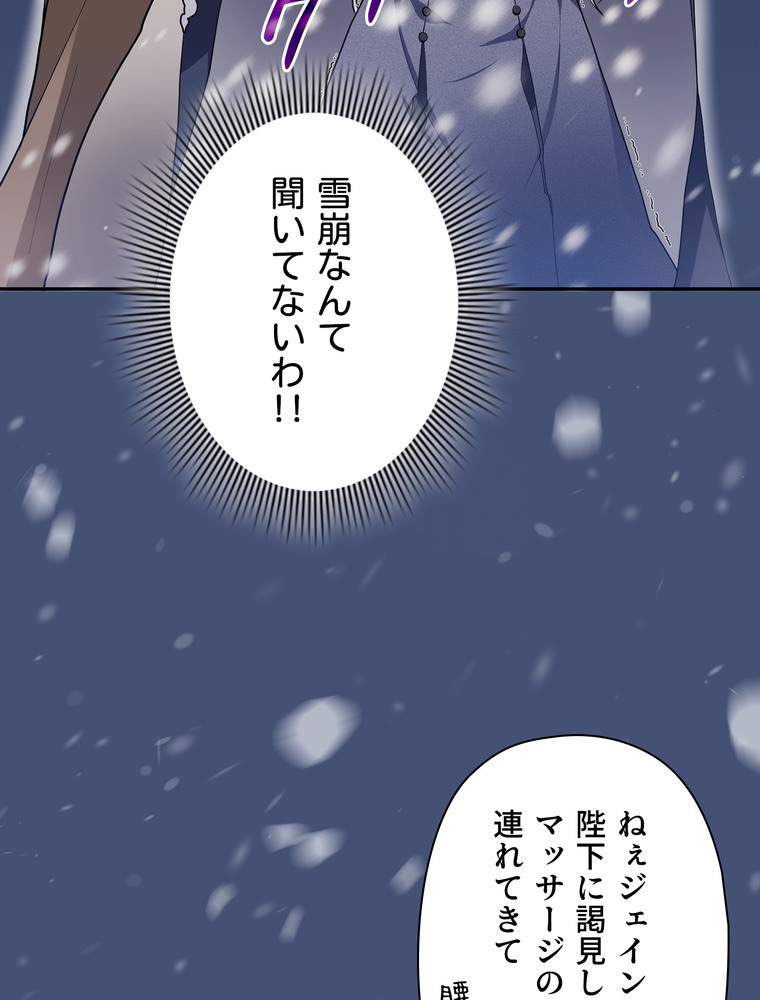 雪崩なんて
聞いてないわ!!
ねぇジェイン
陛下に謁見し
マッサージの
連れてきて
腰